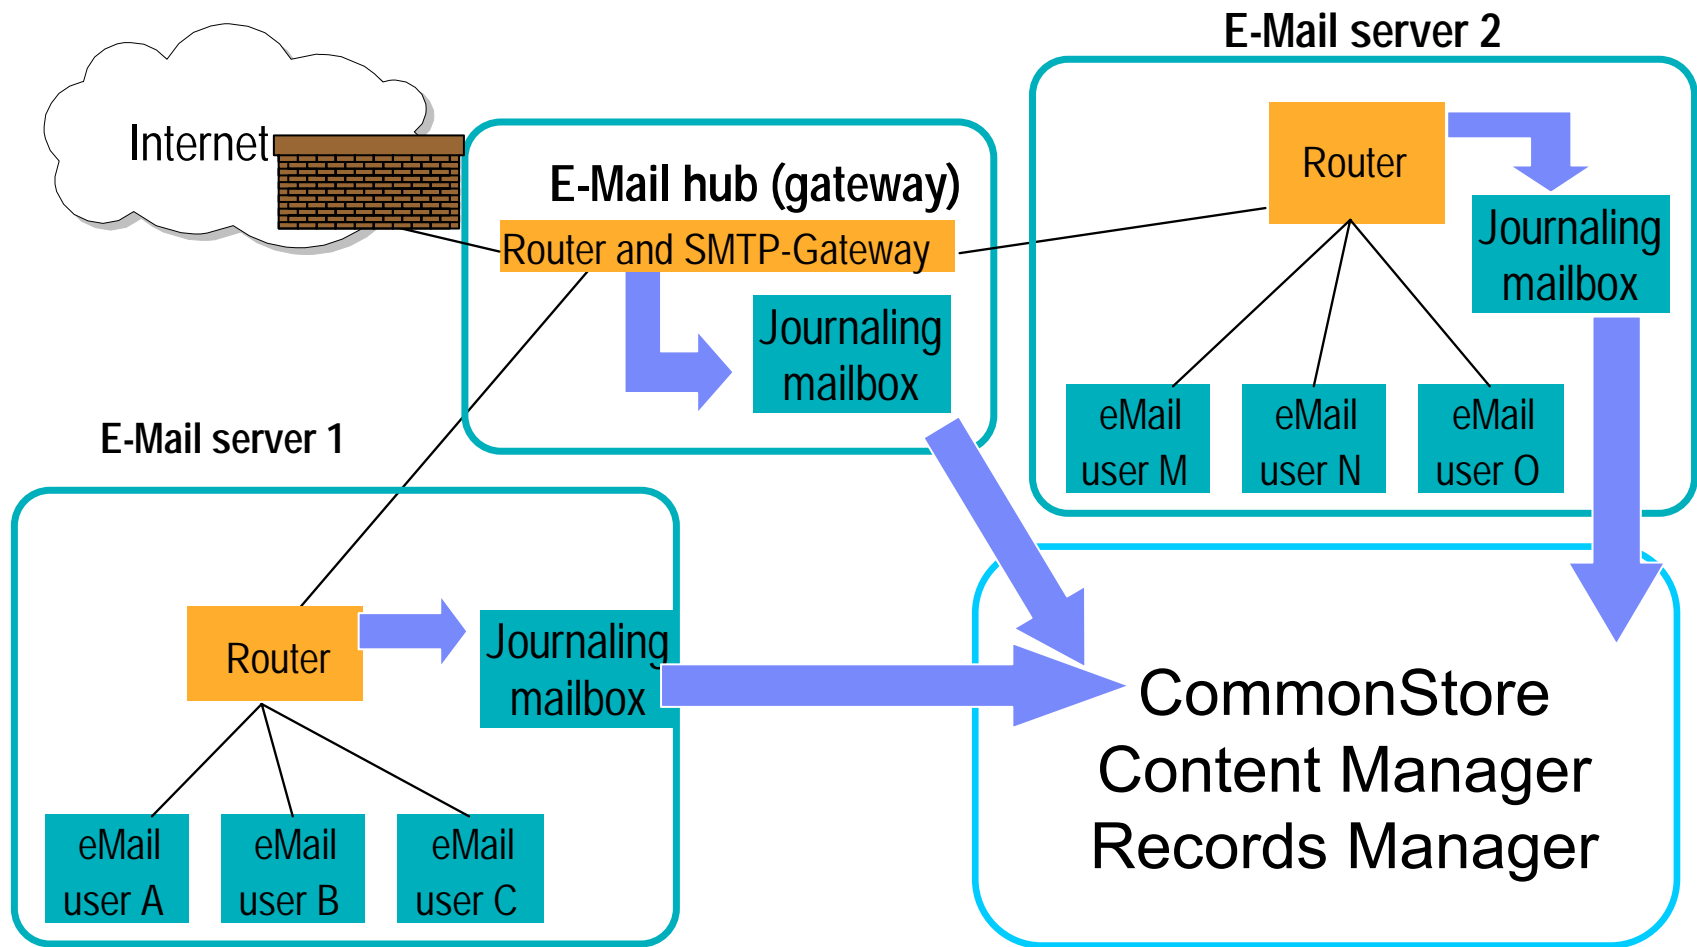 E-Mail server 2
Internet
E-Mail hub (gateway)
Router and SMTP-Gateway
Journaling
mailbox
Router
Journaling
mailbox
eMail
user M
eMail
user N
eMail
user O
E-Mail server 1
Router
Journaling
mailbox
eMail
user A
eMail
user B
eMail
user C
CommonStore
Content Manager
Records Manager